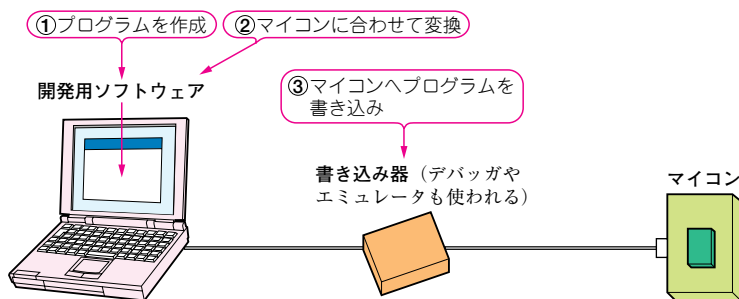 ①プログラムを作成
②マイコンに合わせて変換
開発用ソフトウェア
③マイコンへプログラムを
書き込み
書き込み器（デバッガや
エミュレータも使われる）
マイコン